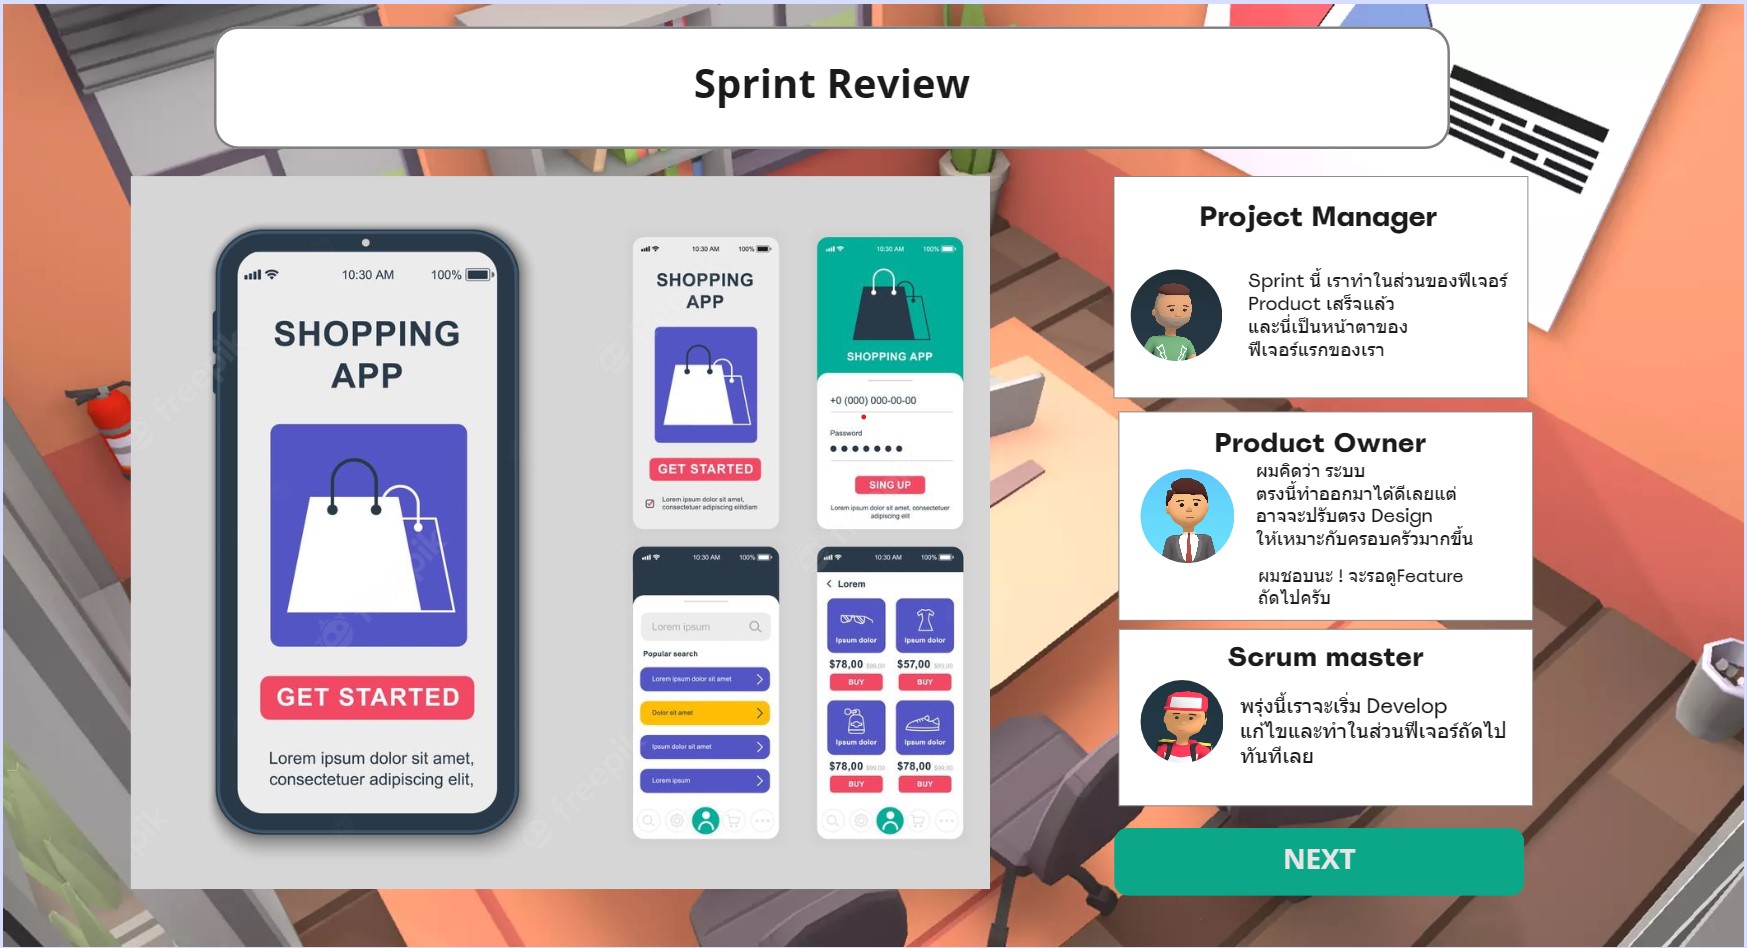 Sprint Review
10:30 AM 100%
SHOPPING
APP
GET STARTED
Lorem ipsum dolor sit amet,
consectetuer adipiscing elit,
10:30 AM 100%
SHOPPING
APP
GET STARTED
Lorem ipsum dolor sit amet,
consectetuer adipiscing elitdiam
10:30 AM 100%
SHOPPING APP
+0 (000) 000-00-00
Password
SING UP
Lorem ipsum dolor sit amet, consectetuer
adipiscing elit
10:30 AM 100%
Lorem ipsum
Popular search
Lorem ipsum dolor sit amet
Dolor sit amet
Ipsum dolor sit amet
Lorem ipsum
10:30 AM 100%
Lorem
Ipsum dolor Ipsum dolor
$78,00 $99,00 $57,00 $93,00
BUY BUY
Ipsum dolor Ipsum dolor
$78,00 $99,00 $78,00 $99,00
BUY BUY
freepik
Project Manager
Sprint นี้ เราทำในส่วนของฟีเจอร์
Product เสร็จแล้ว
และนี่เป็นหน้าตาของ
ฟีเจอร์แรกของเรา
Product Owner
ผมคิดว่า ระบบ
ตรงนี้ทำออกมาได้ดีเลยแต่
อาจจะปรับตรง Design
ให้เหมาะกับครอบครัวมากขึ้น
ผมชอบนะ ! จะรอดูFeature
ถัดไปครับ
Scrum master
พรุ่งนี้เราจะเริ่ม Develop
แก้ไขและทำในส่วนฟีเจอร์ถัดไป
ทันทีเลย
NEXT